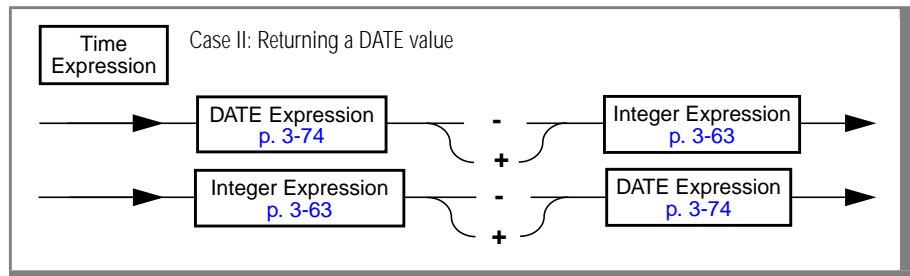 Time
Expression
Case II: Returning a DATE value
DATE Expression
p. 3-74
-
+
Integer Expression
p. 3-63
Integer Expression
p. 3-63
-
+
DATE Expression
p. 3-74